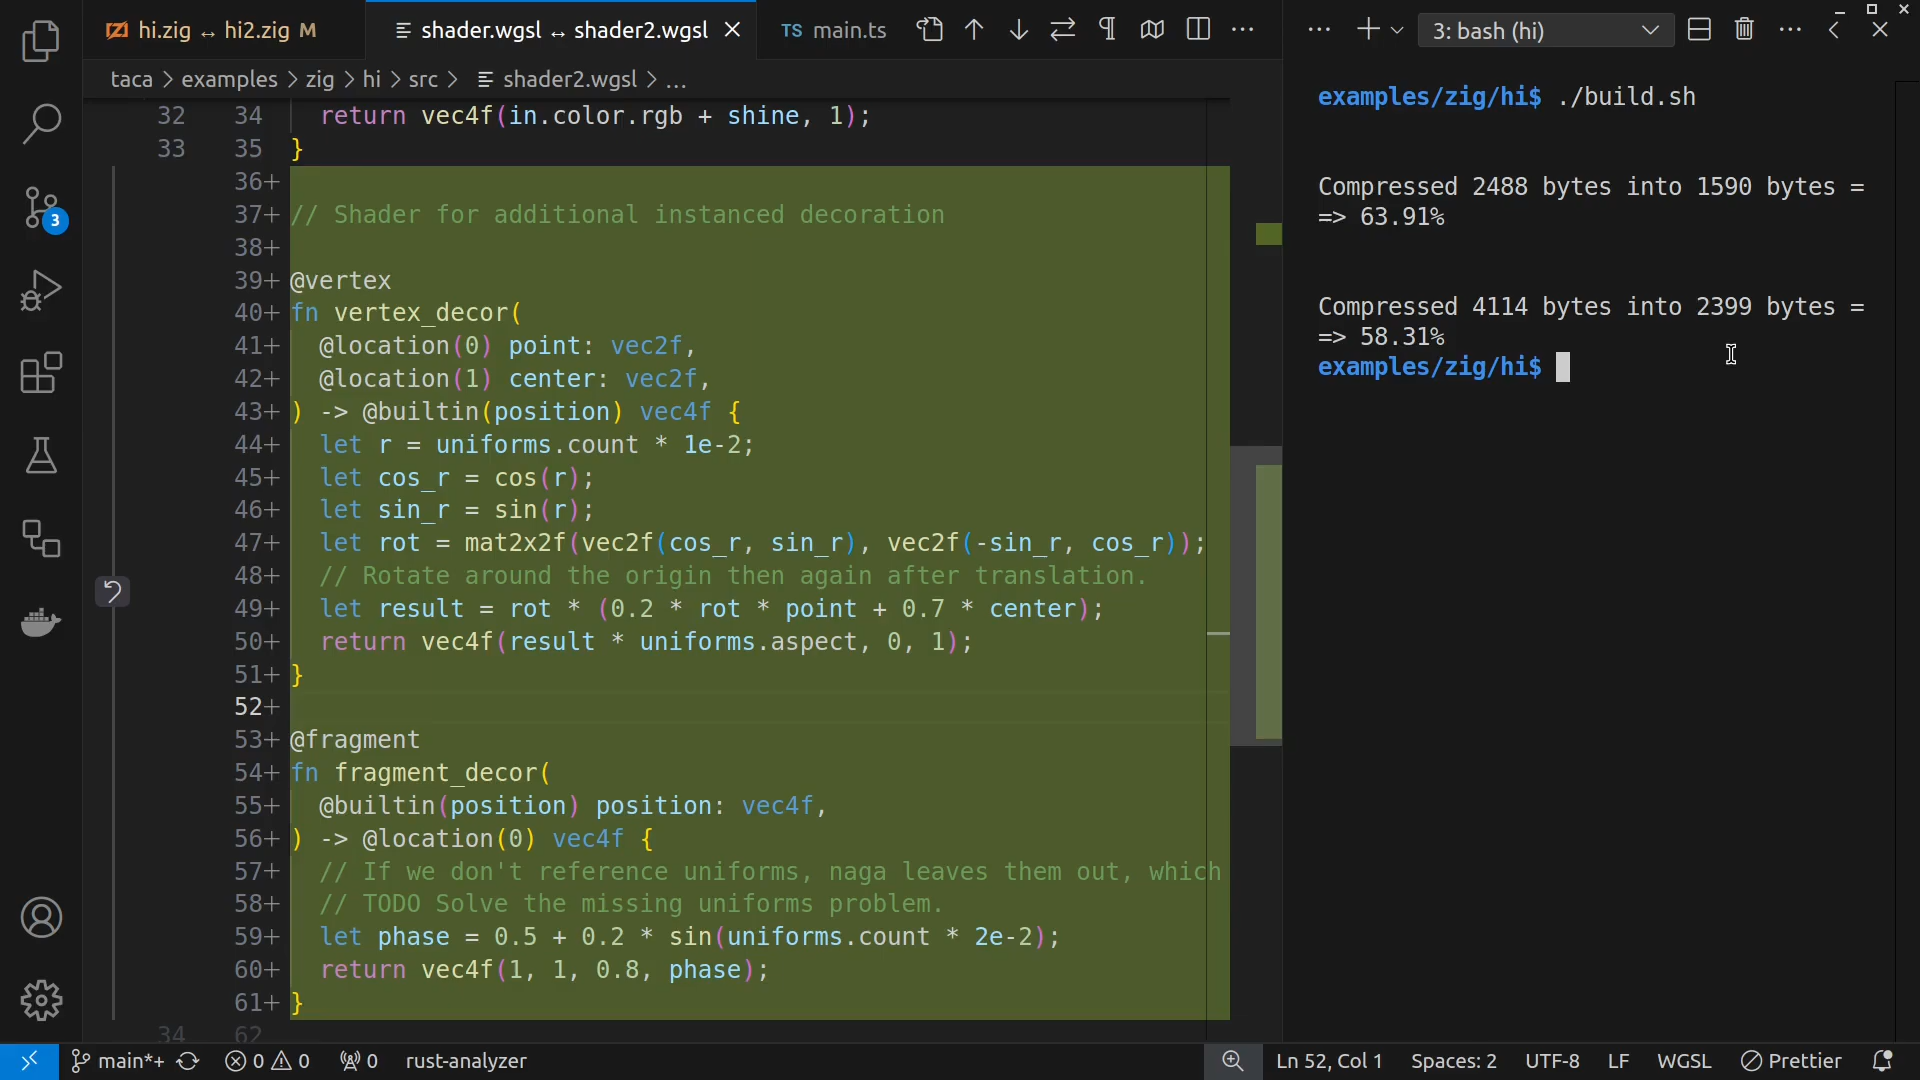 hi.zig ↔ hi2.zig M
shader.wgsl ↔ shader2.wgsl
TS main.ts
3: bash (hi)
taca > examples > zig > hi > src > shader2.wgsl > ...
32 34 return vec4f(in.color.rgb + shine, 1);
33 35 }
36+
37+ // Shader for additional instanced decoration
38+
39+ @vertex
40+ fn vertex_decor(
41+ @location(0) point: vec2f,
42+ @location(1) center: vec2f,
43+ ) -> @builtin(position) vec4f {
44+ let r = uniforms.count * 1e-2;
45+ let cos_r = cos(r);
46+ let sin_r = sin(r);
47+ let rot = mat2x2f(vec2f(cos_r, sin_r), vec2f(-sin_r, cos_r));
48+ // Rotate around the origin then again after translation.
49+ let result = rot * (0.2 * rot * point + 0.7 * center);
50+ return vec4f(result * uniforms.aspect, 0, 1);
51+ }
52+
53+ @fragment
54+ fn fragment_decor(
55+ @builtin(position) position: vec4f,
56+ ) -> @location(0) vec4f {
57+ // If we don't reference uniforms, naga leaves them out, which
58+ // TODO Solve the missing uniforms problem.
59+ let phase = 0.5 + 0.2 * sin(uniforms.count * 2e-2);
60+ return vec4f(1, 1, 0.8, phase);
61+ }
34 62
examples/zig/hi$ ./build.sh
Compressed 2488 bytes into 1590 bytes =
=> 63.91%
Compressed 4114 bytes into 2399 bytes =
=> 58.31%
examples/zig/hi$
3
main*+ 0 0 0 rust-analyzer
Ln 52, Col 1 Spaces: 2 UTF-8 LF WGSL Prettier